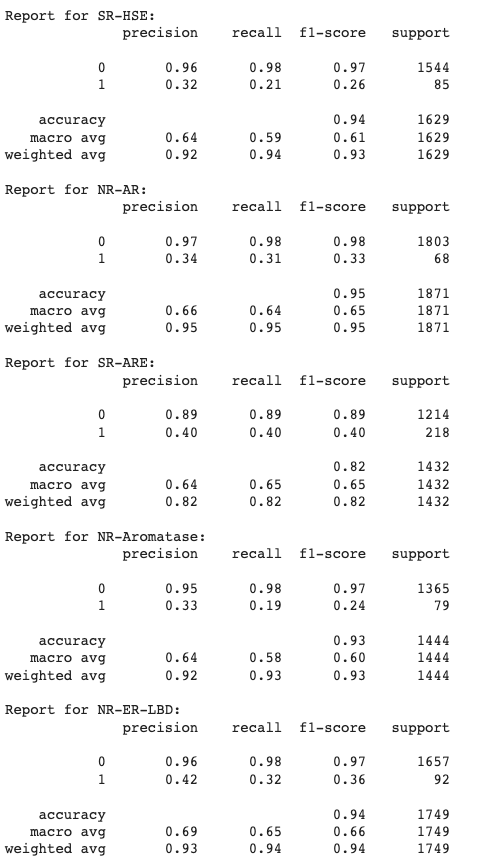 Report for SR-HSE:
precision recall f1-score support
0 0.96 0.98 0.97 1544
1 0.32 0.21 0.26 85
accuracy 0.94 1629
macro avg 0.64 0.59 0.61 1629
weighted avg 0.92 0.94 0.93 1629
Report for NR-AR:
precision recall f1-score support
0 0.97 0.98 0.98 1803
1 0.34 0.31 0.33 68
accuracy 0.95 1871
macro avg 0.66 0.64 0.65 1871
weighted avg 0.95 0.95 0.95 1871
Report for SR-ARE:
precision recall f1-score support
0 0.89 0.89 0.89 1214
1 0.40 0.40 0.40 218
accuracy 0.82 1432
macro avg 0.64 0.65 0.65 1432
weighted avg 0.82 0.82 0.82 1432
Report for NR-Aromatase:
precision recall f1-score support
0 0.95 0.98 0.97 1365
1 0.33 0.19 0.24 79
accuracy 0.93 1444
macro avg 0.64 0.58 0.60 1444
weighted avg 0.92 0.93 0.93 1444
Report for NR-ER-LBD:
precision recall f1-score support
0 0.96 0.98 0.97 1657
1 0.42 0.32 0.36 92
accuracy 0.94 1749
macro avg 0.69 0.65 0.66 1749
weighted avg 0.93 0.94 0.94 1749